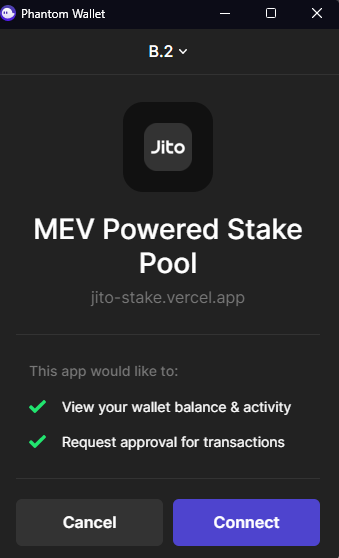 Phantom Wallet
B.2
Jito
MEV Powered Stake
Pool
jito-stake.vercel.app
This app would like to:
View your wallet balance & activity
Request approval for transactions
Cancel Connect